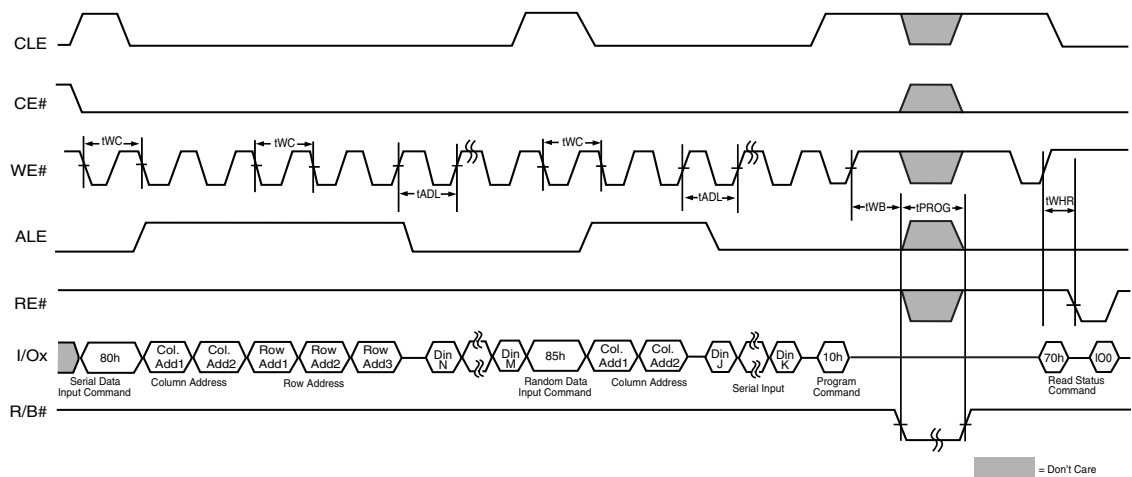 CLE
CE#
tWC
tWC
tWC
WE#
tADL
tADL
tWB
tPROG
tWHR
ALE
RE#
I/Ox
80h
Col. Add1
Col. Add2
Row Add1
Row Add2
Row Add3
Din N
Din M
85h
Col. Add1
Col. Add2
Din J
Din K
10h
70h
IO0
Serial Data
Input Command
Column Address
Row Address
Random Data
Input Command
Column Address
Serial Input
Program
Command
Read Status
Command
R/B#
= Don't Care